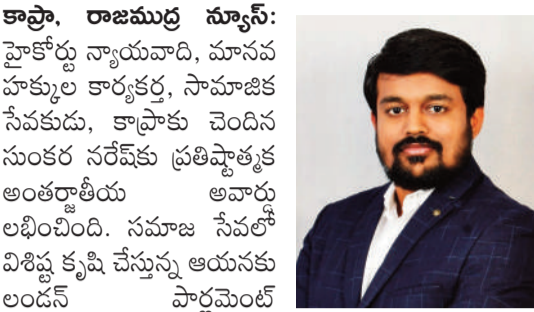 కాప్రా, రాజముద్ర న్యూస్:
హైకోర్టు న్యాయవాది, మానవ
హక్కుల కార్యకర్త, సామాజిక
సేవకుడు, కాప్రాకు చెందిన
సుంకర నరేష్‌కు ప్రతిష్టాత్మక
అంతర్జాతీయ అవార్డు
లభించింది. సమాజ సేవలో
విశిష్ట కృషి చేస్తున్న ఆయనకు
లండన్ పార్లమెంట్